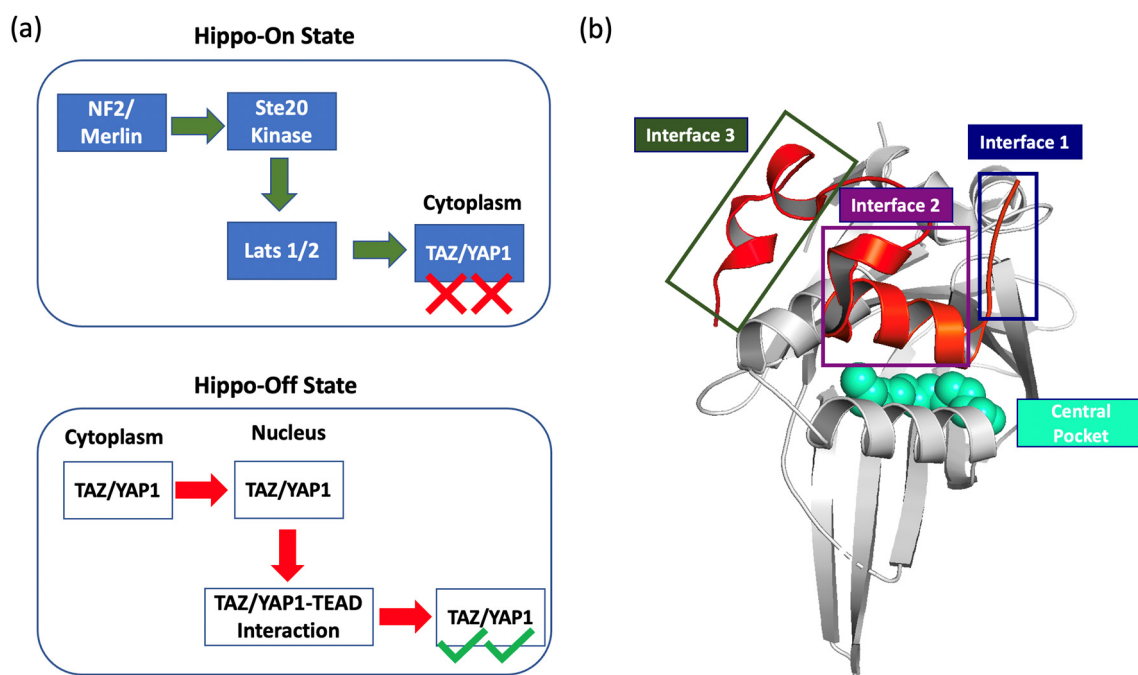 (a)
Hippo-On State
NF2/
Merlin
Ste20
Kinase
Lats 1/2
Cytoplasm
TAZ/YAP1
Hippo-Off State
Cytoplasm
Nucleus
TAZ/YAP1
TAZ/YAP1
TAZ/YAP1-TEAD
Interaction
TAZ/YAP1
(b)
Interface 3
Interface 1
Interface 2
Central
Pocket